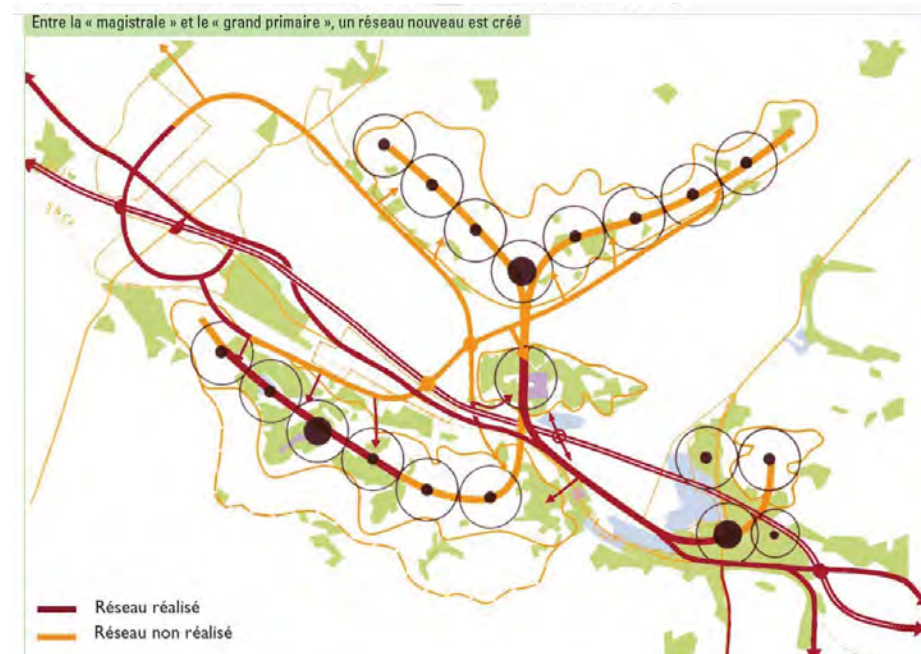 Entre la « magistrale » et le « grand primaire », un réseau nouveau est créé
Réseau réalisé
Réseau non réalisé